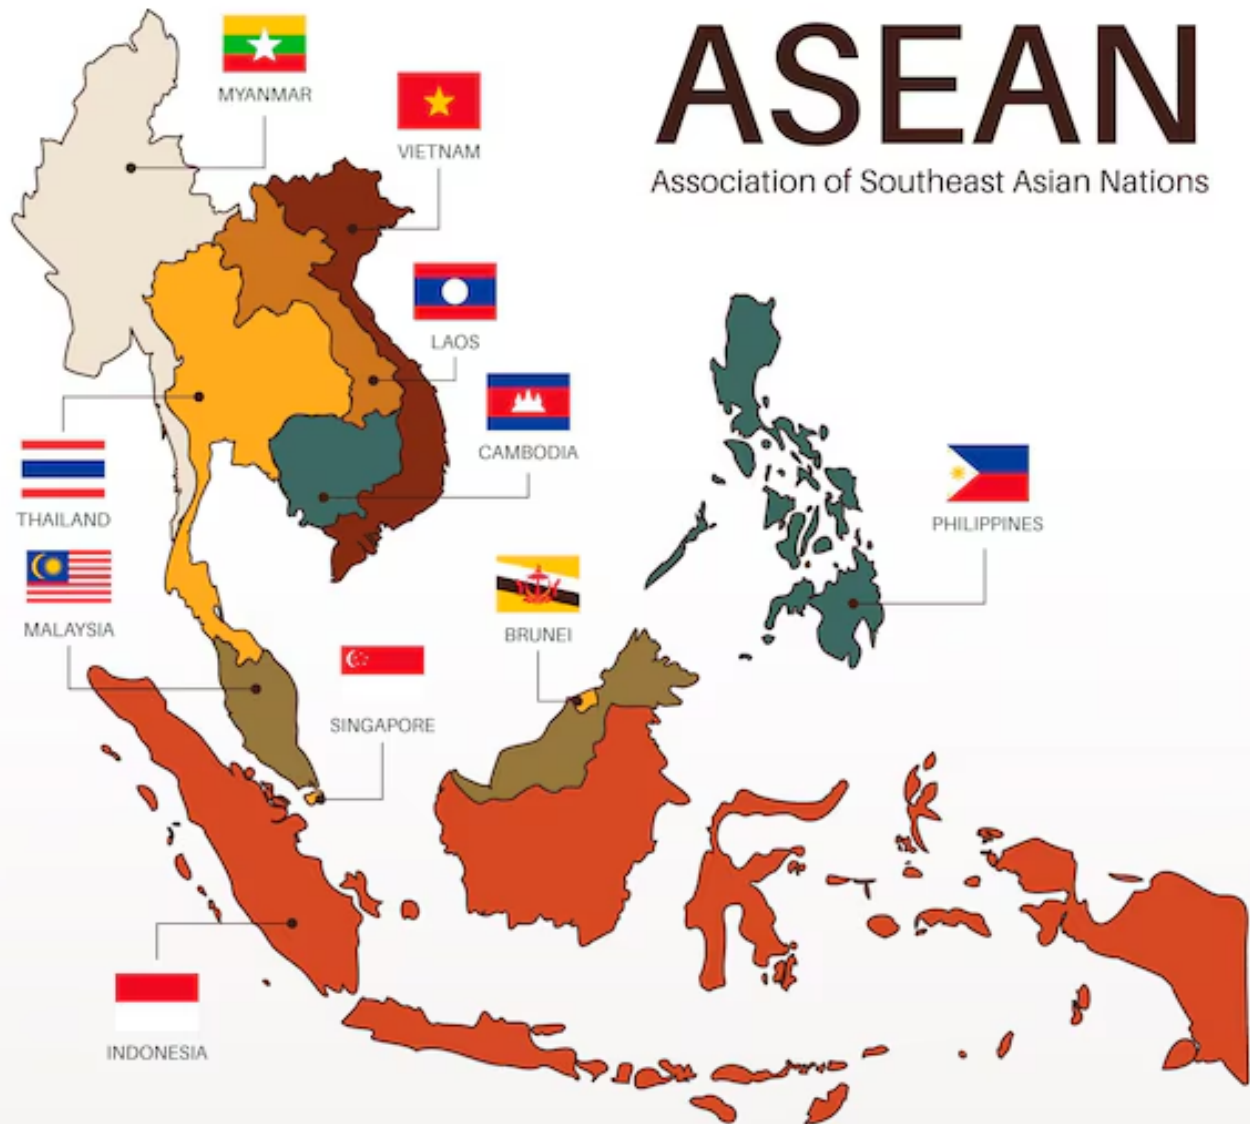 ASEAN
Association of Southeast Asian Nations
MYANMAR
VIETNAM
LAOS
CAMBODIA
THAILAND
PHILIPPINES
MALAYSIA
BRUNEI
SINGAPORE
INDONESIA